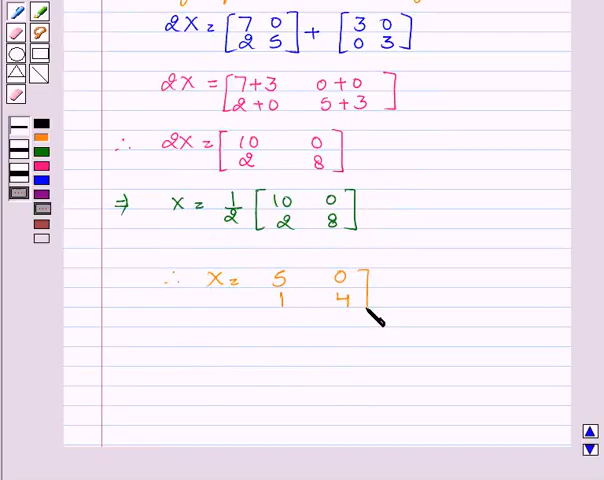 2X = [7 0 + [3 0
2 5] 0 3]
2X = [7+3 0+0
2+0 5+3]
∴ 2X = [10 0
2 8]
⇒ X = 1/2 [10 0
2 8]
∴ X = 5 0
1 4]